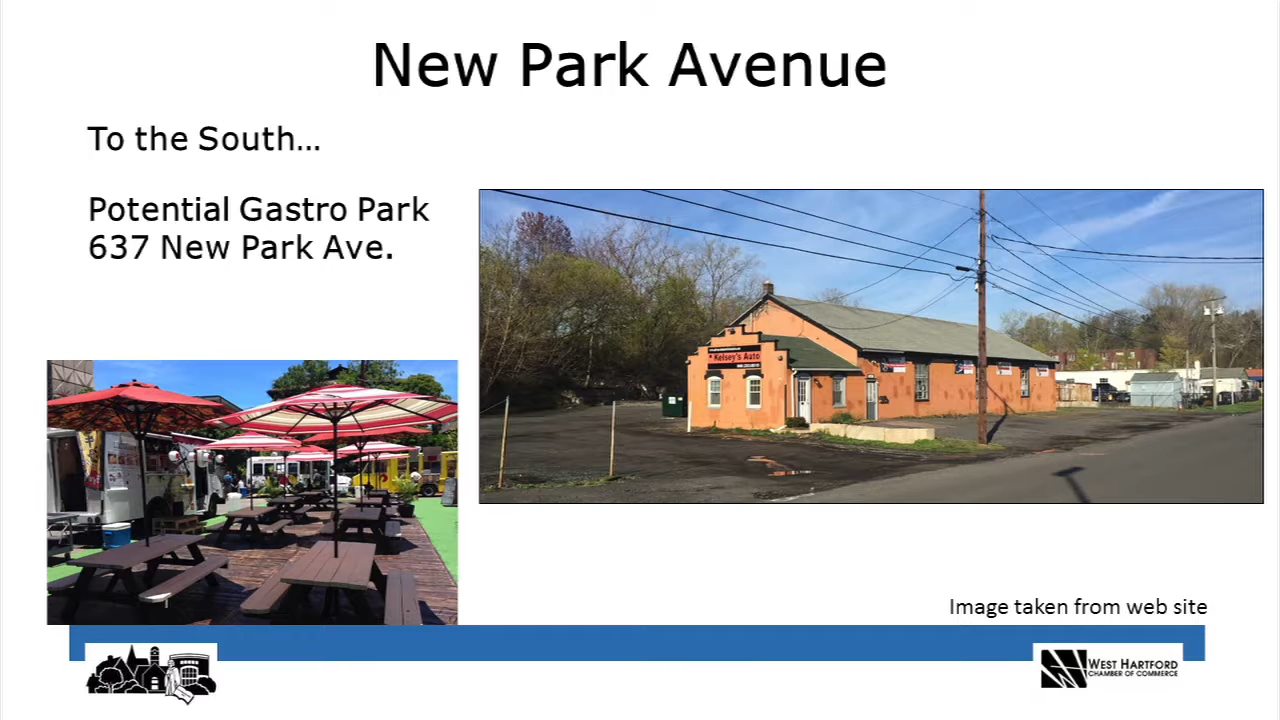 New Park Avenue
To the South...
Potential Gastro Park
637 New Park Ave.
Kelsey's Auto
Image taken from web site
WEST HARTFORD
CHAMBER OF COMMERCE